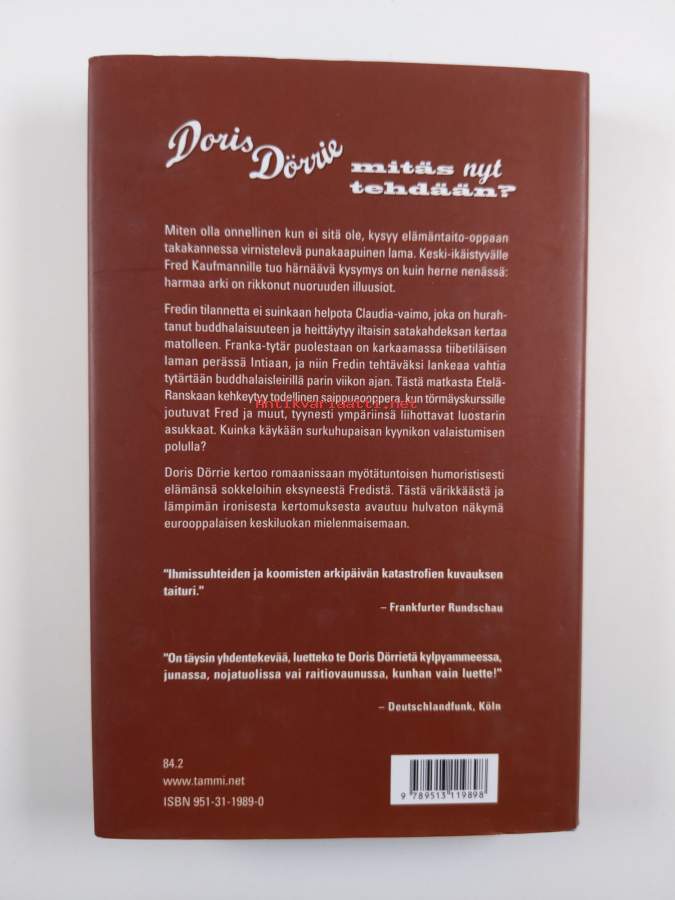 Doris Dörrie
mitäs nyt
tehdään?
Miten olla onnellinen kun ei sitä ole, kysyy elämäntaito-oppaan
takakannessa virnistelevä punakaapuinen lama. Keski-ikäistyvälle
Fred Kaufmannille tuo härnäävä kysymys on kuin herne nenässä:
harmaa arki on rikkonut nuoruuden illuusiot.
Fredin tilannetta ei suinkaan helpota Claudia-vaimo, joka on hurah-
tanut buddhalaisuuteen ja heittäytyy iltaisin satakahdeksan kertaa
matolleen. Franka-tytär puolestaan on karkaamassa tiibetiläisen
laman perässä Intiaan, ja niin Fredin tehtäväksi lankeaa vahtia
tytärtään buddhalaisleirillä parin viikon ajan. Tästä matkasta Etelä-
Ranskaan kehkeytyy todellinen saippuaooppera, kun törmäyskurssille
Antikvariaatti.net
joutuvat Fred ja muut, tyynesti ympäriinsä liihottavat luostarin
asukkaat. Kuinka käykään surkuhupaisan kyynikon valaistumisen
polulla?
Doris Dörrie kertoo romaanissaan myötätuntoisen humoristisesti
elämänsä sokkeloihin eksyneestä Fredistä. Tästä värikkäästä ja
lämpimän ironisesta kertomuksesta avautuu hulvaton näkymä
eurooppalaisen keskiluokan mielenmaisemaan.
"Ihmissuhteiden ja koomisten arkipäivän katastrofien kuvauksen
taituri."
– Frankfurter Rundschau
"On täysin yhdentekevää, luetteko te Doris Dörrietä kylpyammeessa,
junassa, nojatuolissa vai raitiovaunussa, kunhan vain luette!"
– Deutschlandfunk, Köln
84.2
www.tammi.net
ISBN 951-31-1989-0
9 789513 119898